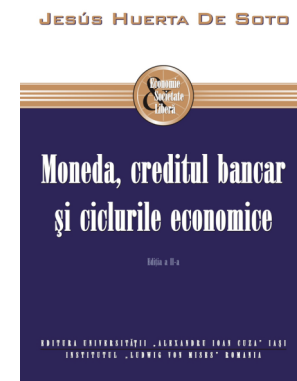 JESÚS HUERTA DE SOTO
Economie
& Societate
Liberă
Moneda, creditul bancar
și ciclurile economice
Ediția a II-a
EDITURA UNIVERSITĂȚII „ALEXANDRU IOAN CUZA" IAȘI
INSTITUTUL „LUDWIG VON MISES" ROMANIA